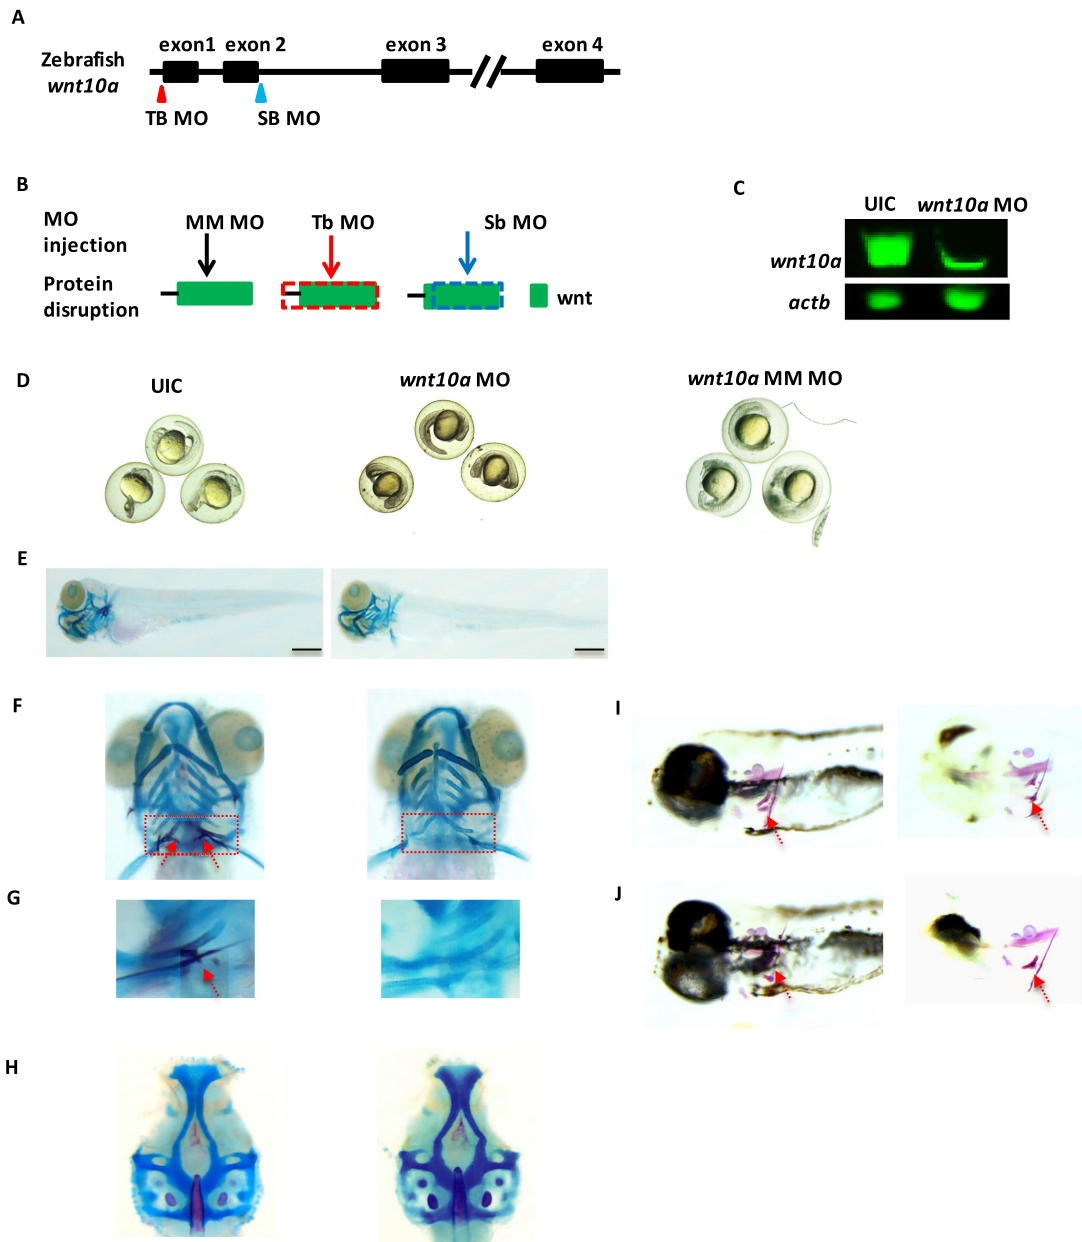 A
exon1 exon 2 exon 3 exon 4
Zebrafish
wnt10a
TB MO SB MO
B
MO
injection
MM MO Tb MO Sb MO
Protein
disruption
wnt
C
UIC wnt10a MO
wnt10a
actb
D
UIC wnt10a MO wnt10a MM MO
E
F
G
H
I
J